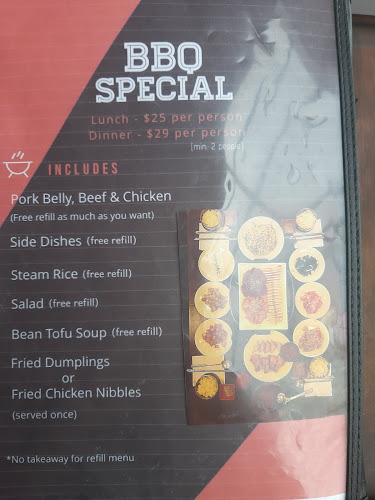 BBQ
SPECIAL
Lunch - $25 per person
Dinner - $29 per person
(min. 2 people)
INCLUDES
Pork Belly, Beef & Chicken
(Free refill as much as you want)
Side Dishes (free refill)
Steam Rice (free refill)
Salad (free refill)
Bean Tofu Soup (free refill)
Fried Dumplings
or
Fried Chicken Nibbles
(served once)
*No takeaway for refill menu